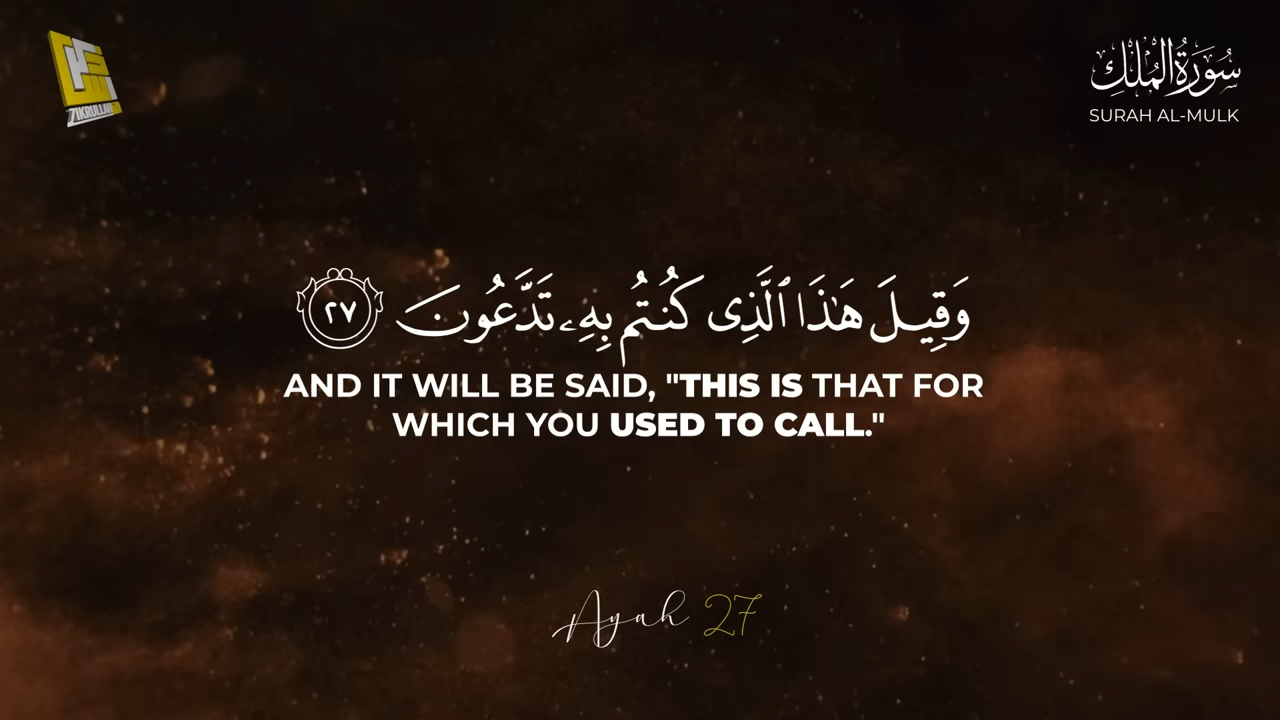 ZIKRULLAH
سُورَةُ المُلْكِ
SURAH AL-MULK
وَقِيلَ هَـٰذَا ٱلَّذِى كُنتُم بِهِۦ تَدَّعُونَ ٢٧
AND IT WILL BE SAID, "THIS IS THAT FOR
WHICH YOU USED TO CALL."
Ayah 27